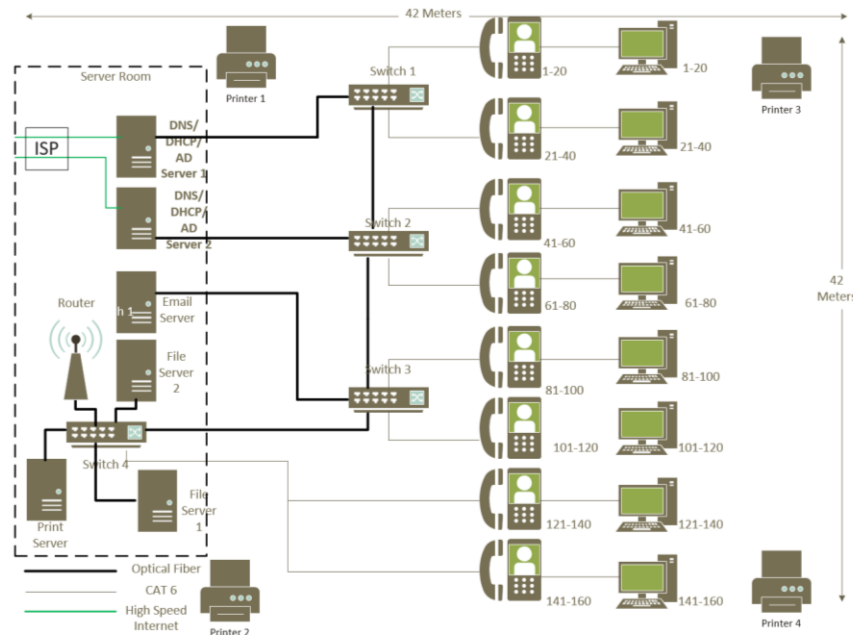 42 Meters
Server Room
Printer 1
Switch 1
1-20
1-20
Printer 3
ISP
DNS/
DHCP/
AD
Server 1
21-40
21-40
DNS/
DHCP/
AD
Server 2
Switch 2
41-60
41-60
Router
h 1
Email
Server
61-80
61-80
42
Meters
File
Server
2
Switch 3
81-100
81-100
101-120
101-120
Switch 4
Print
Server
File
Server
1
121-140
121-140
Optical Fiber
CAT 6
High Speed
Internet
Printer 2
141-160
141-160
Printer 4